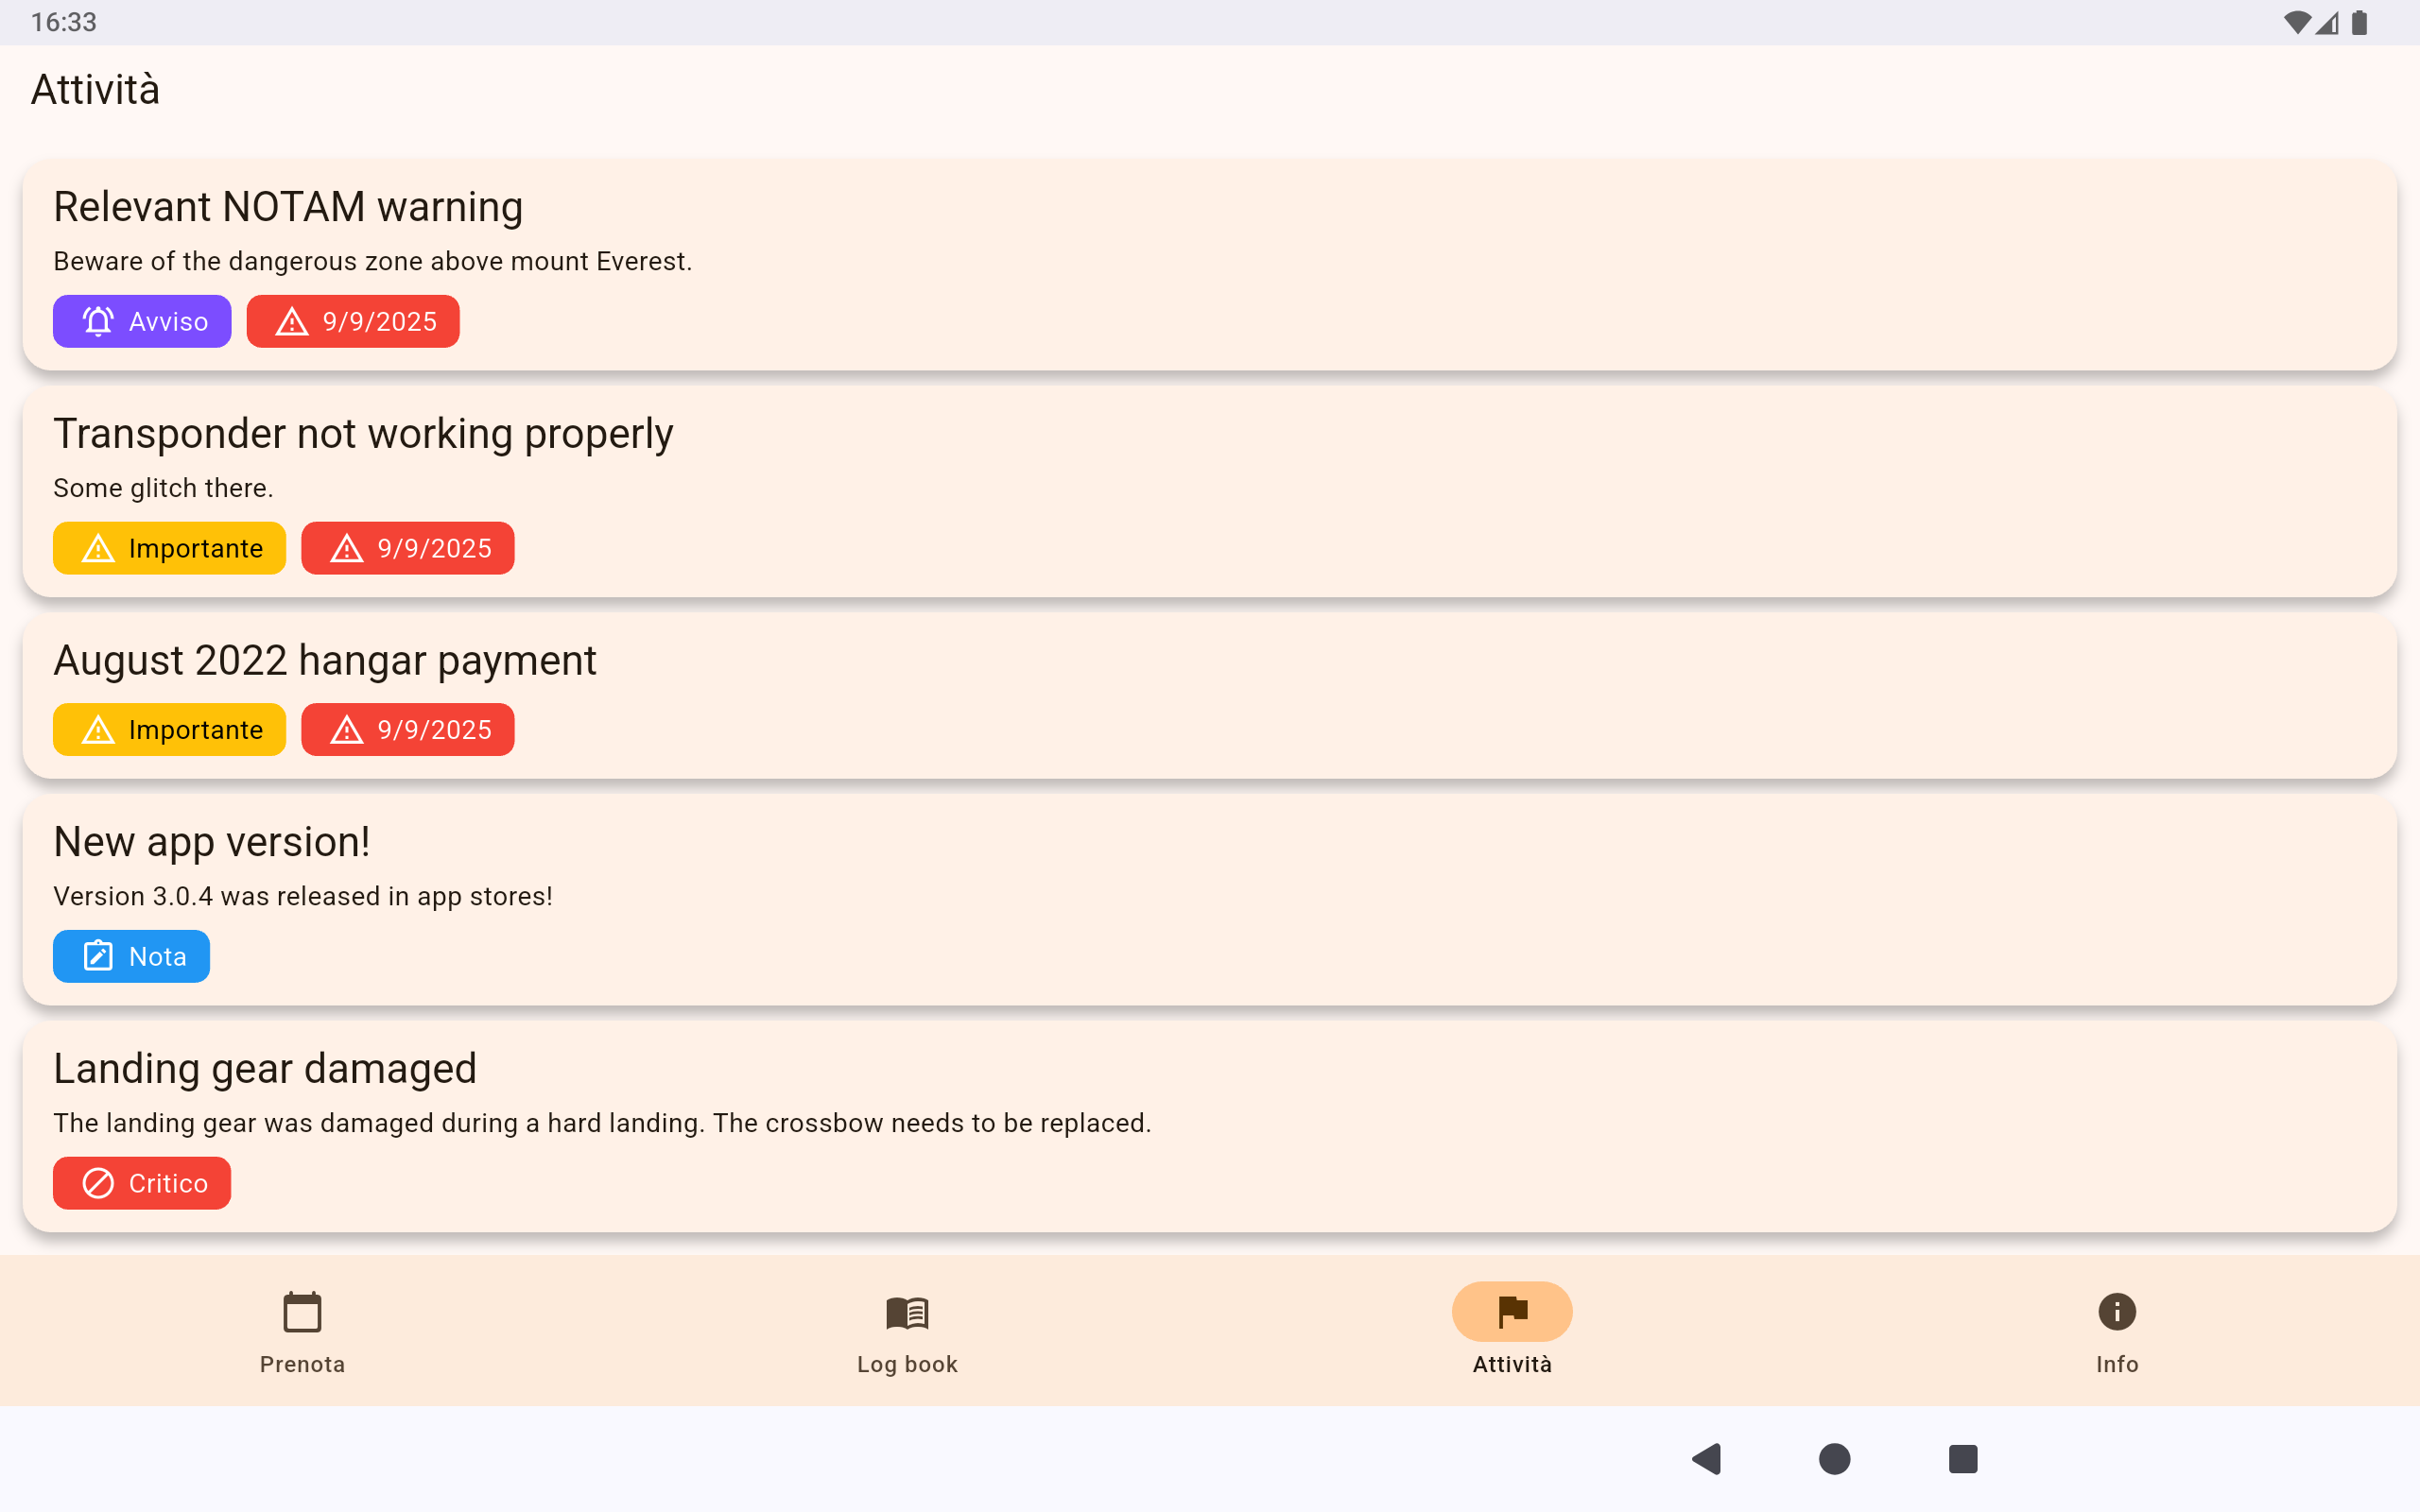 16:33
Attività
Relevant NOTAM warning
Beware of the dangerous zone above mount Everest.
Avviso 9/9/2025
Transponder not working properly
Some glitch there.
Importante 9/9/2025
August 2022 hangar payment
Importante 9/9/2025
New app version!
Version 3.0.4 was released in app stores!
Nota
Landing gear damaged
The landing gear was damaged during a hard landing. The crossbow needs to be replaced.
Critico
Prenota Log book Attività Info